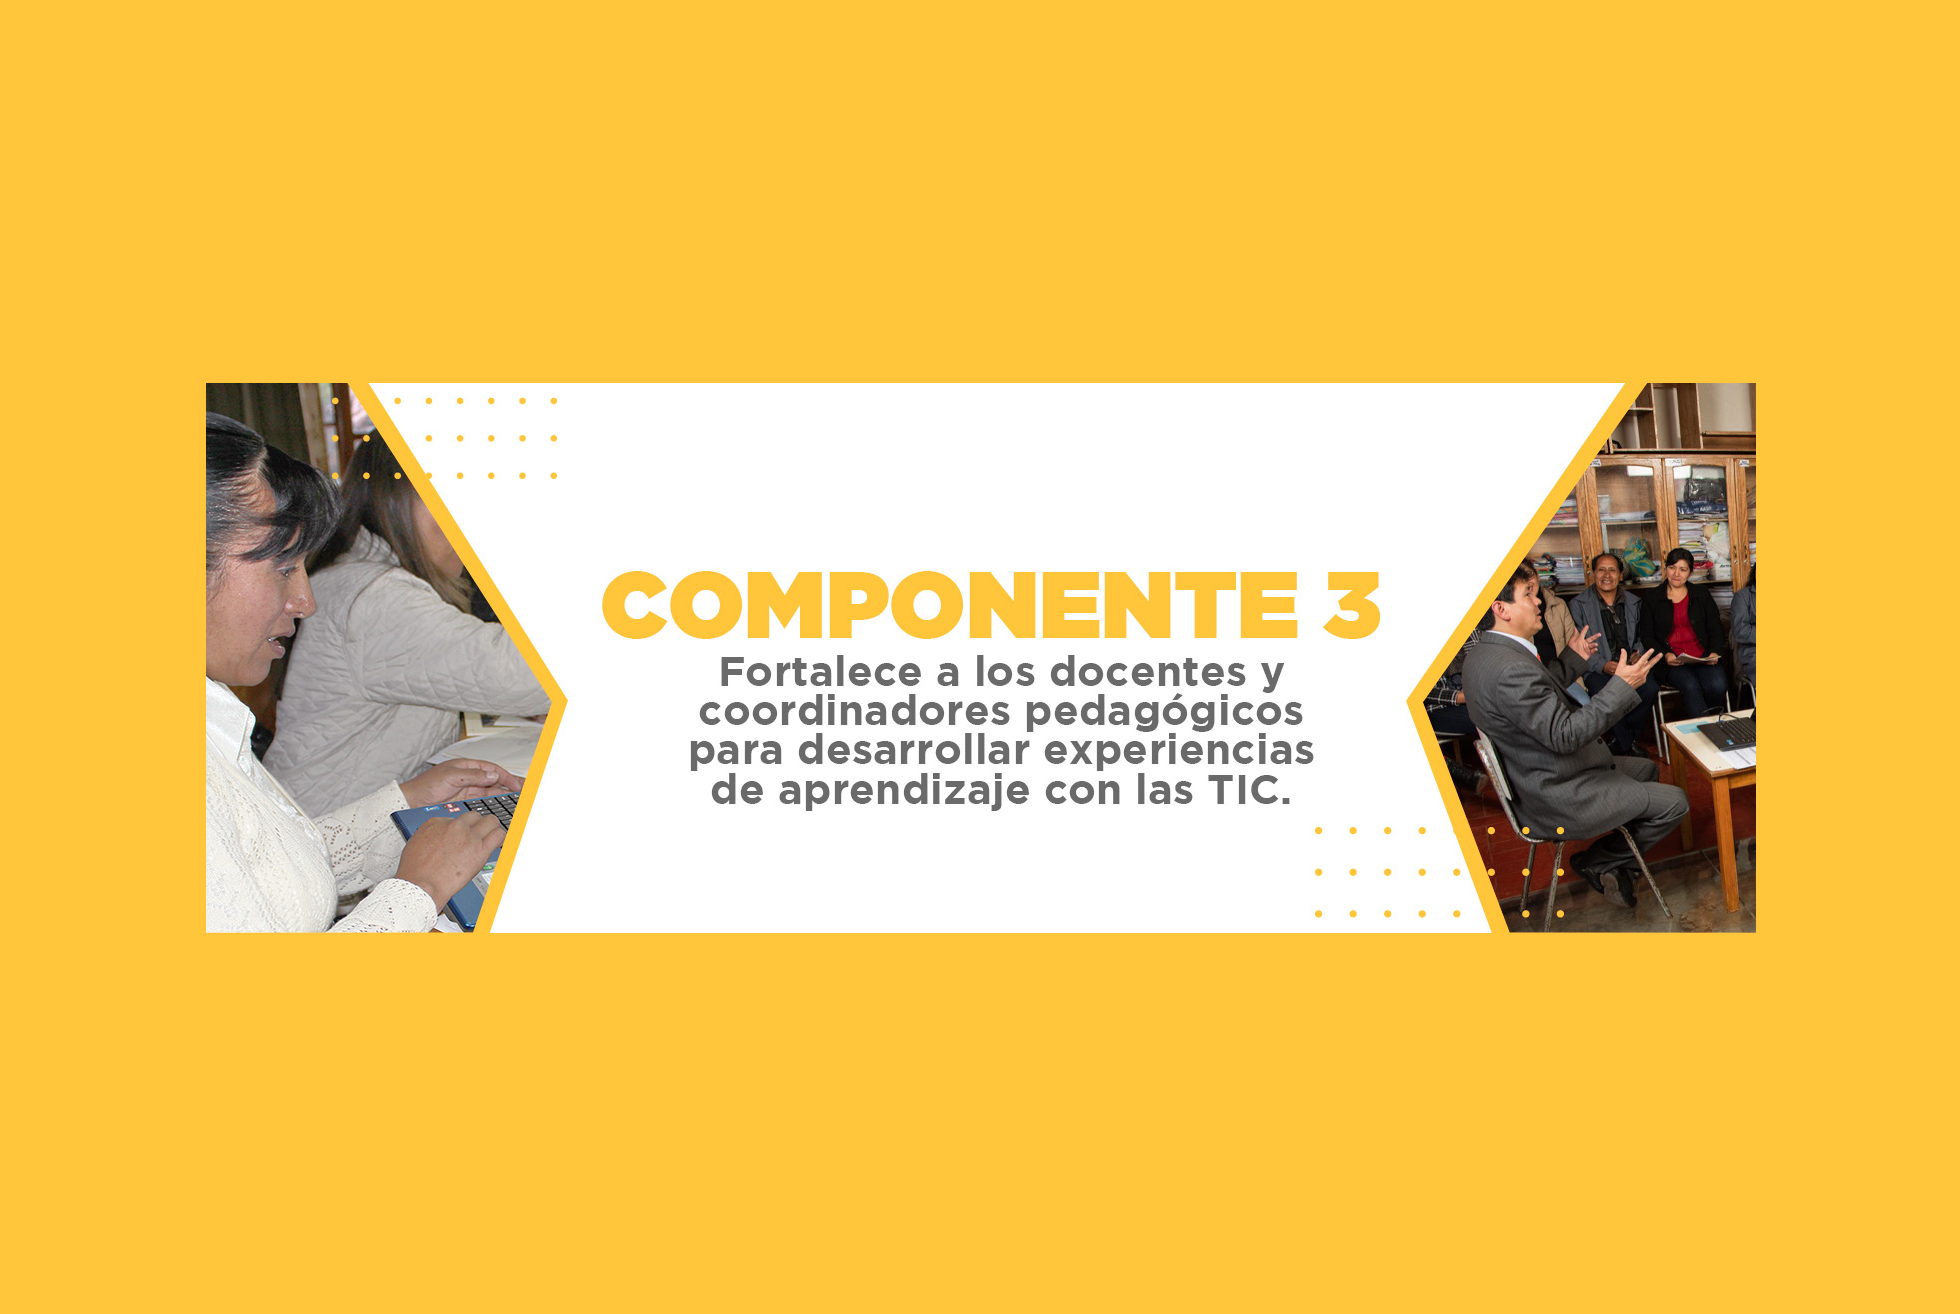 COMPONENTE 3
Fortalece a los docentes y
coordinadores pedagógicos
para desarrollar experiencias
de aprendizaje con las TIC.